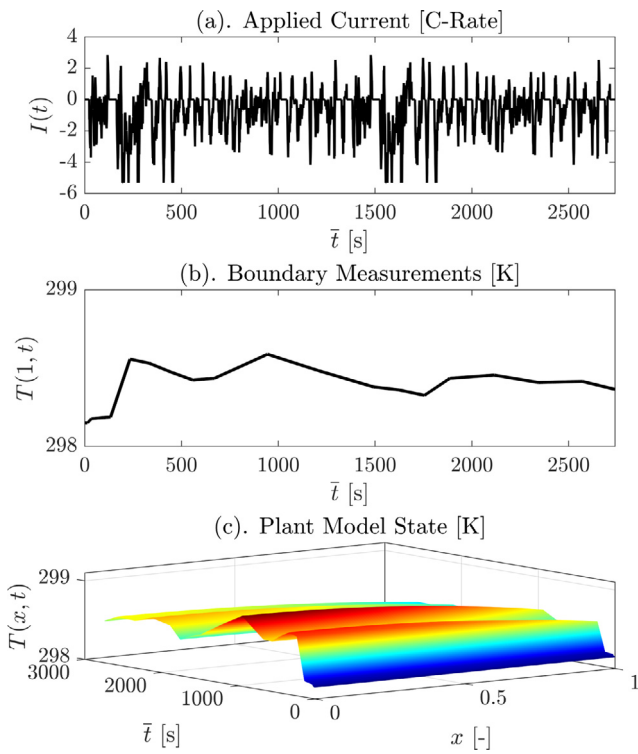 (a). Applied Current [C-Rate]
4
2
0
-2
-4
-6
I(t)
0 500 1000 1500 2000 2500
t̄ [s]
(b). Boundary Measurements [K]
299
298
T(1, t)
0 500 1000 1500 2000 2500
t̄ [s]
(c). Plant Model State [K]
299
298
T(x, t)
3000
2000
1000
0
t̄ [s]
0
0.5
1
x [-]